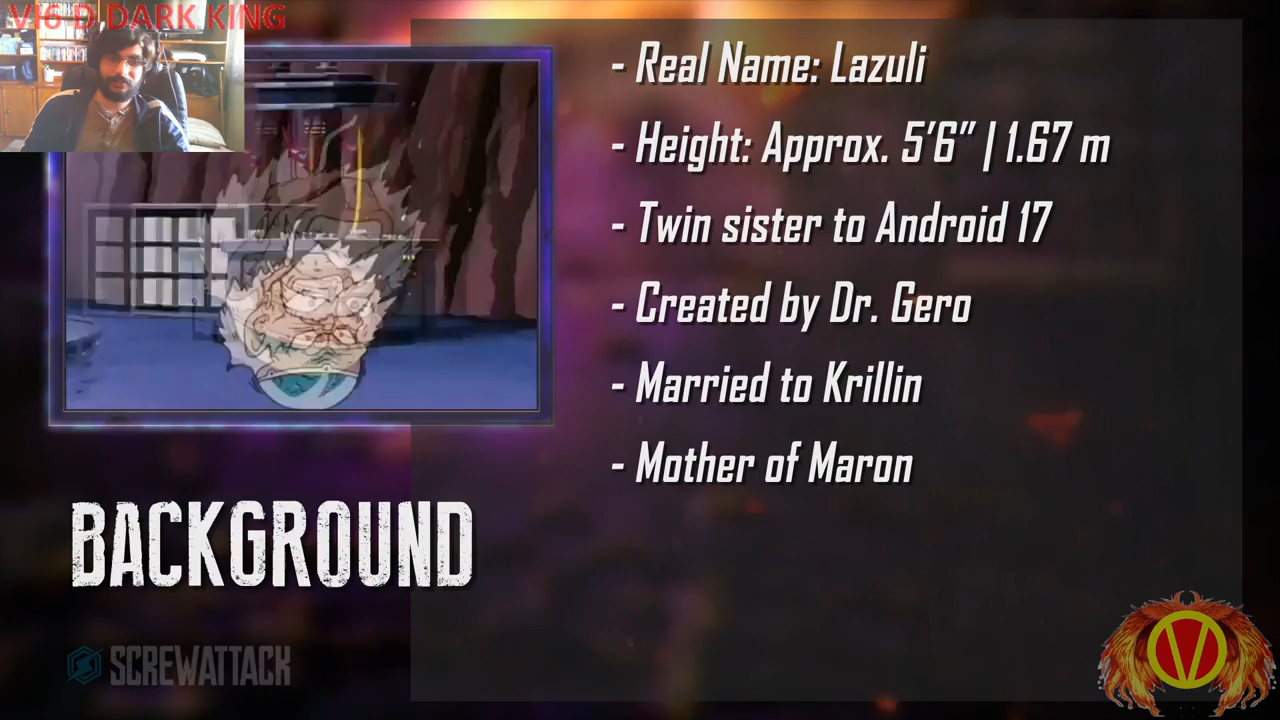 VI6 D DARK KING
- Real Name: Lazuli
- Height: Approx. 5'6" | 1.67 m
- Twin sister to Android 17
- Created by Dr. Gero
- Married to Krillin
- Mother of Maron
BACKGROUND
SCREWATTACK
V